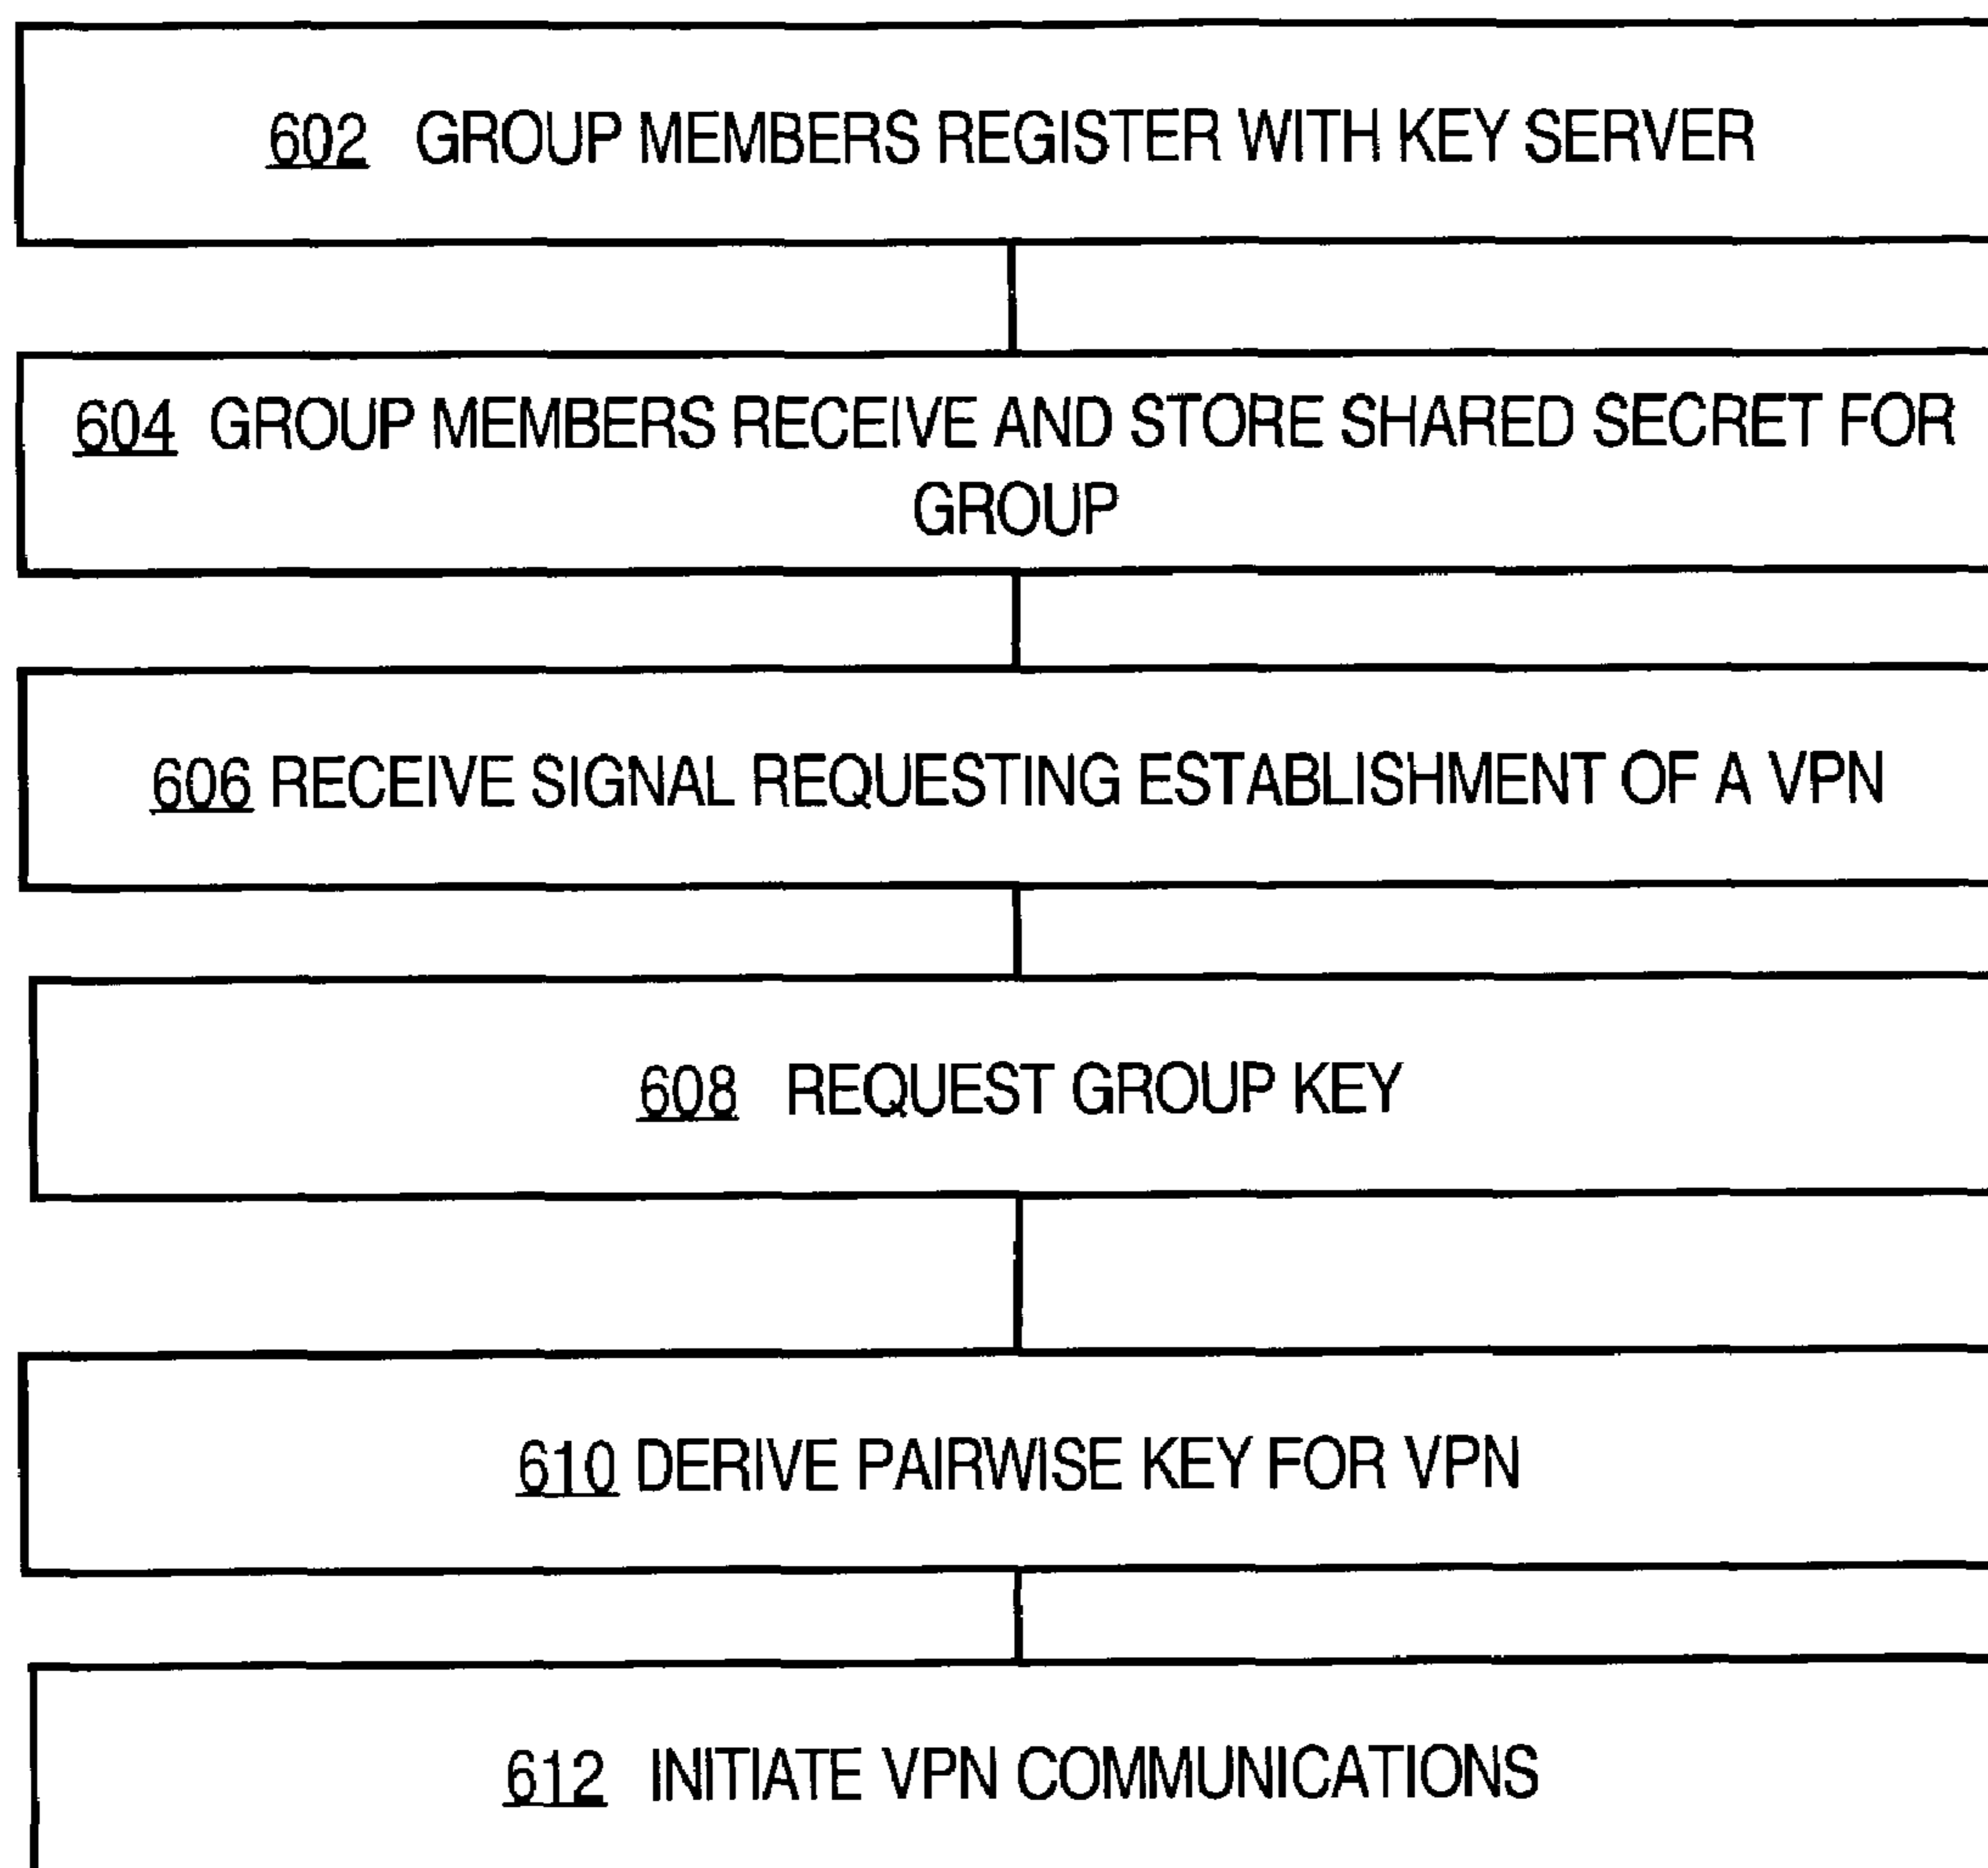 602 GROUP MEMBERS REGISTER WITH KEY SERVER
604 GROUP MEMBERS RECEIVE AND STORE SHARED SECRET FOR
GROUP
606 RECEIVE SIGNAL REQUESTING ESTABLISHMENT OF A VPN
608 REQUEST GROUP KEY
610 DERIVE PAIRWISE KEY FOR VPN
612 INITIATE VPN COMMUNICATIONS